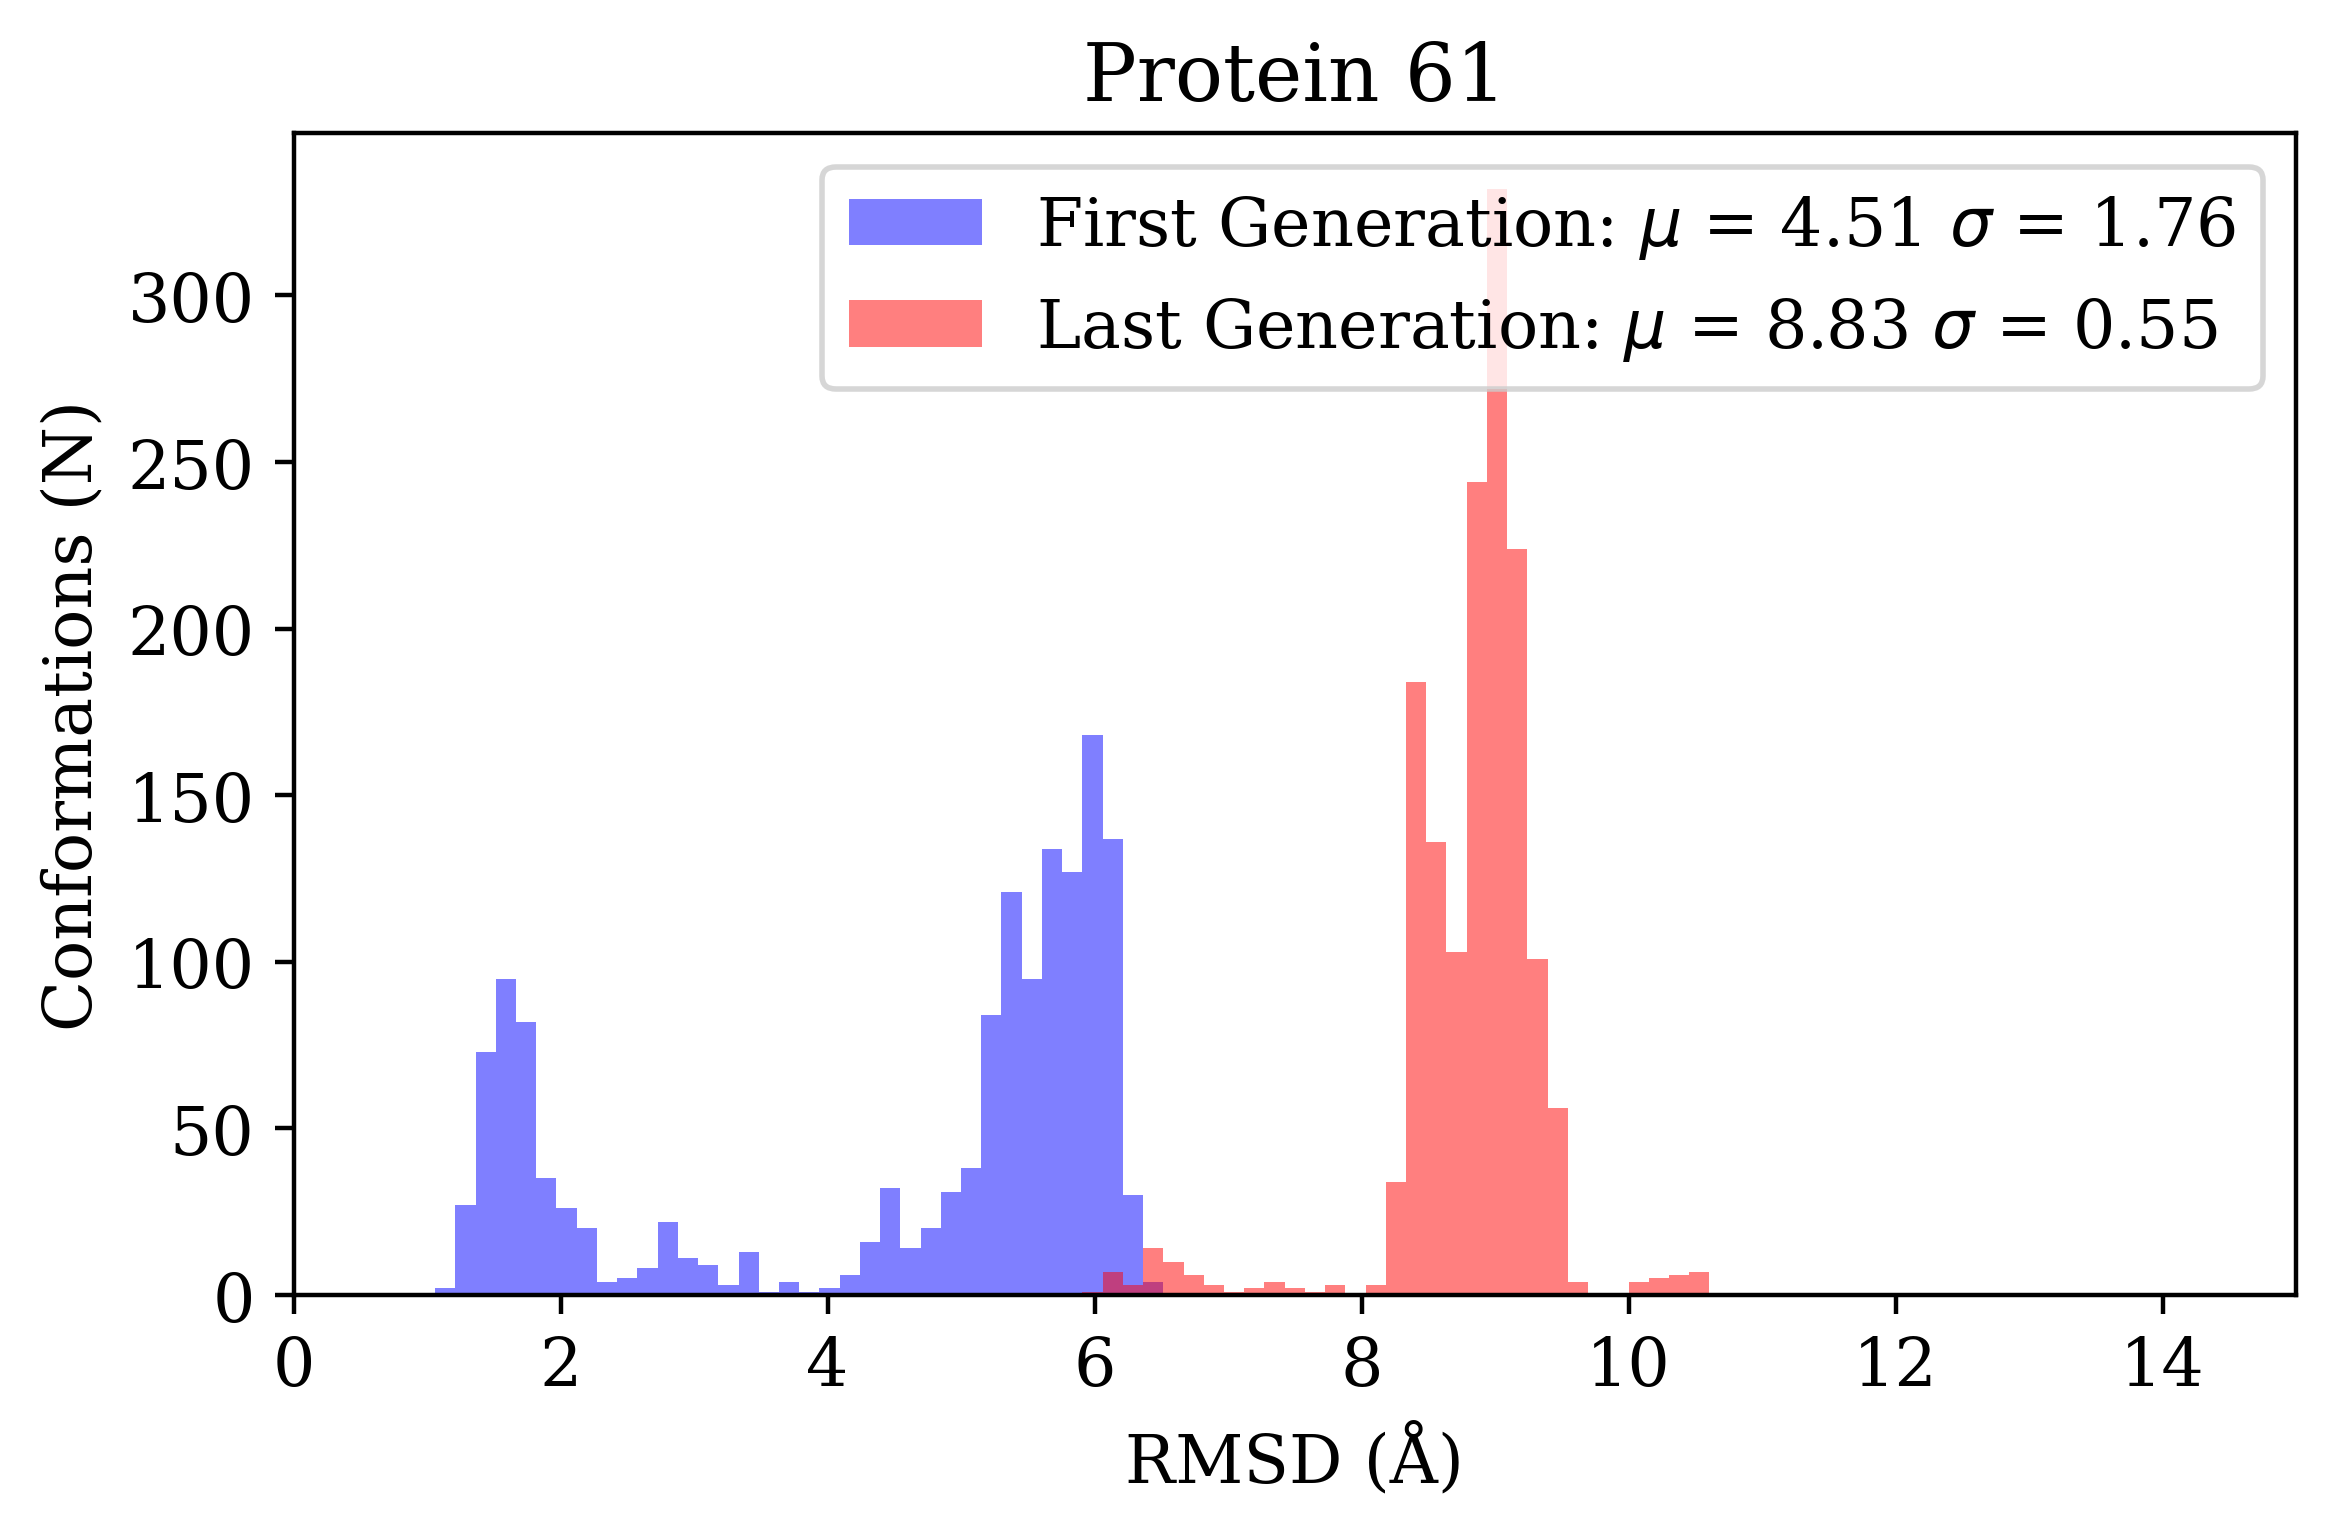 Protein 61
First Generation: μ = 4.51 σ = 1.76
Last Generation: μ = 8.83 σ = 0.55
Conformations (N)
300
250
200
150
100
50
0
0 2 4 6 8 10 12 14
RMSD (Å)